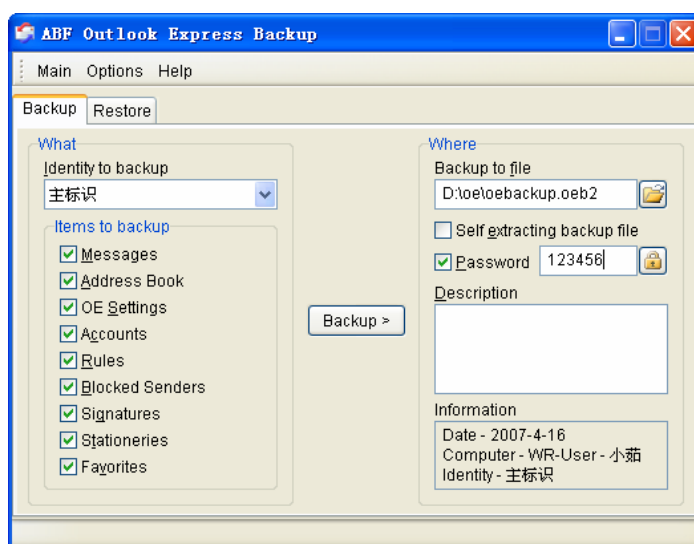 ABF Outlook Express Backup
Main Options Help
Backup Restore
What
Identity to backup
主标识
Items to backup
Messages
Address Book
OE Settings
Accounts
Rules
Blocked Senders
Signatures
Stationeries
Favorites
Backup >
Where
Backup to file
D:\oe\oebackup.oeb2
Self extracting backup file
Password 123456
Description
Information
Date - 2007-4-16
Computer - WR-User - 小茹
Identity - 主标识